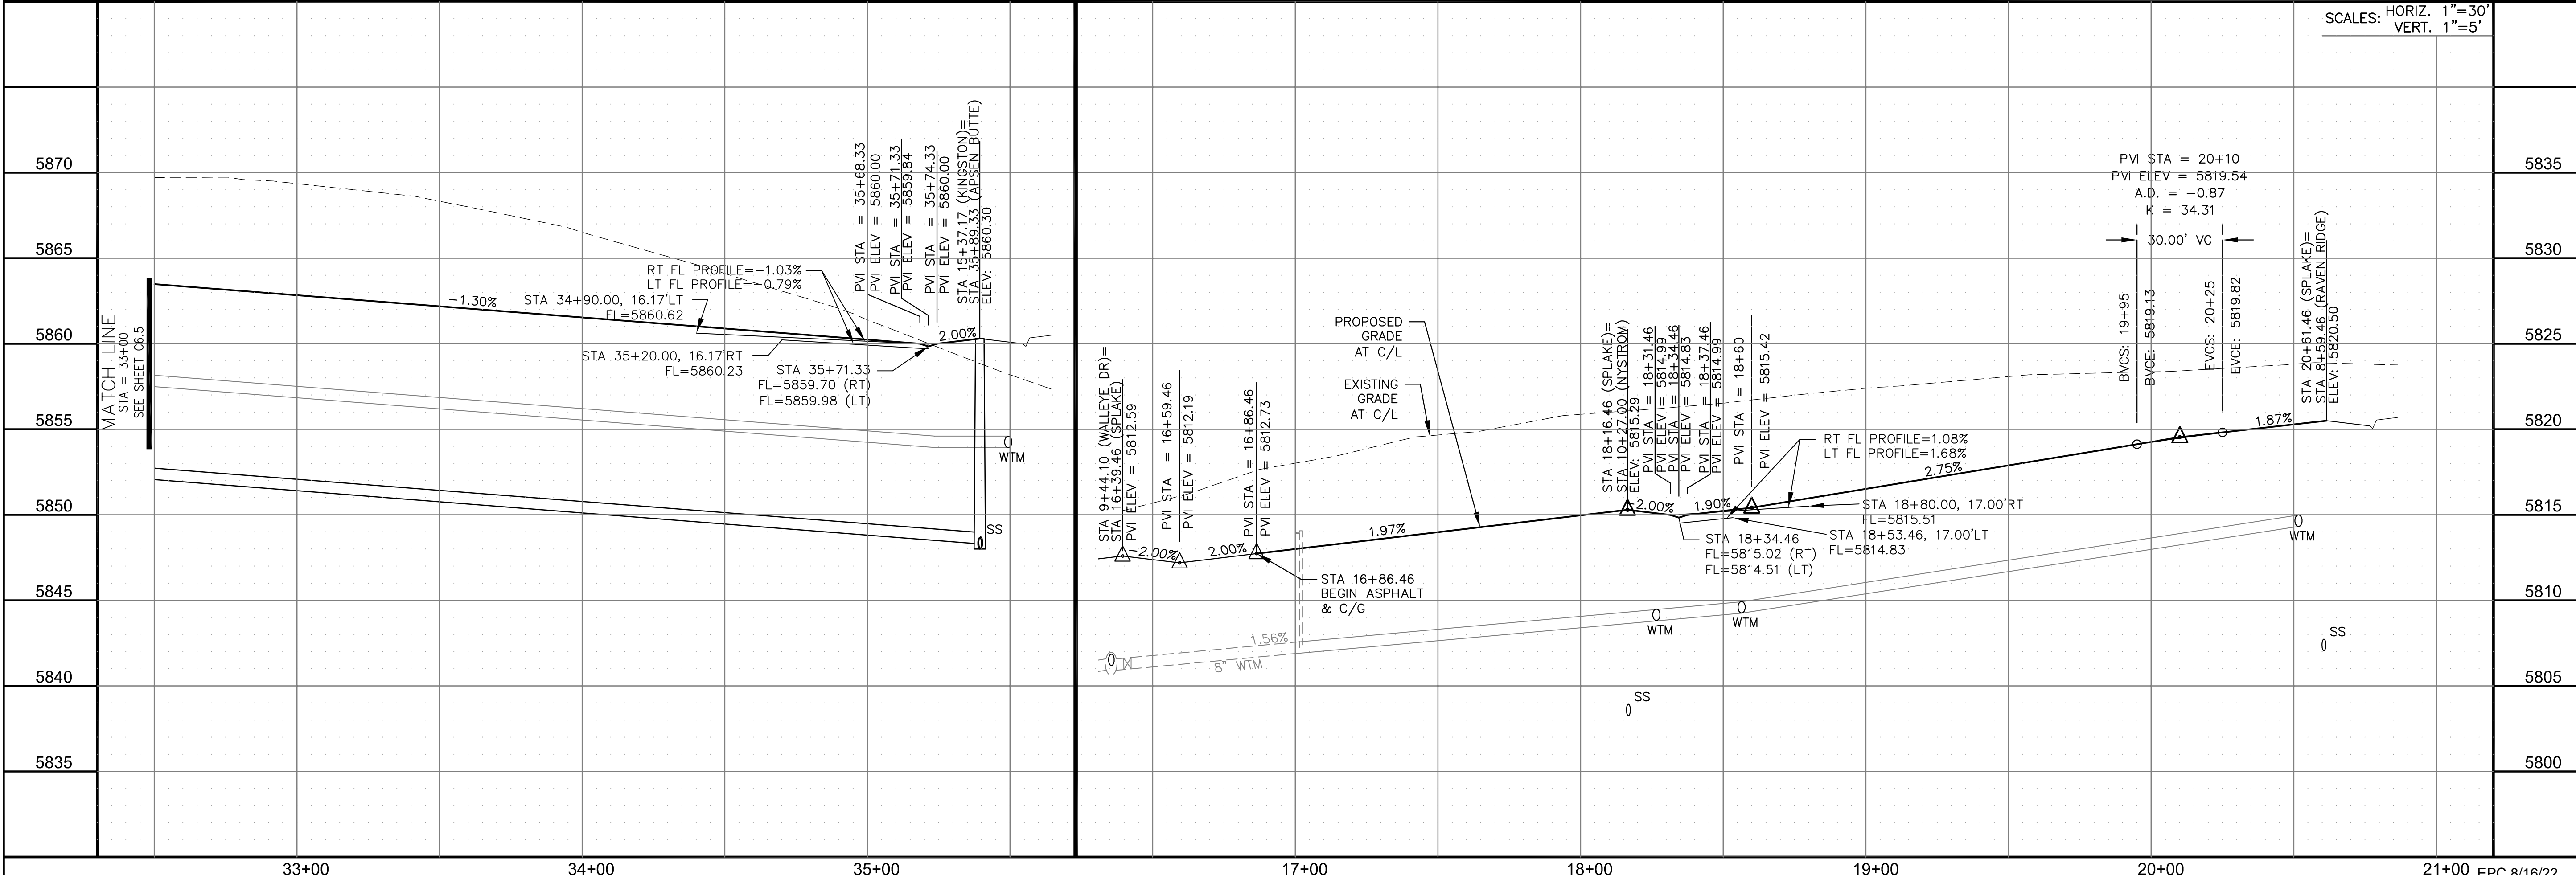 SCALES: HORIZ. 1"=30'
VERT. 1"=5'
5870
5865
5860
5855
5850
5845
5840
5835
MATCH LINE
STA = 33+00
SEE SHEET C6.5
-1.30%
RT FL PROFILE=-1.03%
LT FL PROFILE=-0.79%
STA 34+90.00, 16.17'LT
FL=5860.62
STA 35+20.00, 16.17'RT
FL=5860.23
STA 35+71.33
FL=5859.70 (RT)
FL=5859.98 (LT)
PVI STA = 35+68.33
PVI ELEV = 5860.00
PVI STA = 35+71.33
PVI ELEV = 5859.84
PVI STA = 35+74.33
PVI ELEV = 5860.00
STA 15+37.17 (KINGSTON)=
STA 35+89.33 (APSEN BUTTE)
ELEV: 5860.30
2.00%
WTM
SS
STA 9+44.10 (WALLEYE DR)=
STA 16+39.46 (SPLAKE)
PVI ELEV = 5812.59
PVI STA = 16+59.46
PVI ELEV = 5812.19
PVI STA = 16+86.46
PVI ELEV = 5812.73
-2.00%
2.00%
PROPOSED
GRADE
AT C/L
EXISTING
GRADE
AT C/L
1.97%
STA 16+86.46
BEGIN ASPHALT
& C/G
1.56%
8" WTM
STA 18+16.46 (SPLAKE)=
STA 10+27.00 (NYSTROM)
ELEV: 5815.29
PVI STA = 18+31.46
PVI ELEV = 5814.99
PVI STA = 18+34.46
PVI ELEV = 5814.83
PVI STA = 18+37.46
PVI ELEV = 5814.99
PVI STA = 18+60
PVI ELEV = 5815.42
-2.00%
1.90%
RT FL PROFILE=1.08%
LT FL PROFILE=1.68%
2.75%
STA 18+80.00, 17.00'RT
FL=5815.51
STA 18+53.46, 17.00'LT
FL=5814.83
STA 18+34.46
FL=5815.02 (RT)
FL=5814.51 (LT)
WTM
WTM
SS
PVI STA = 20+10
PVI ELEV = 5819.54
A.D. = -0.87
K = 34.31
30.00' VC
BVCS: 19+95
BVCE: 5819.13
EVCS: 20+25
EVCE: 5819.82
STA 20+61.46 (SPLAKE)=
STA 8+59.46 (RAVEN RIDGE)
ELEV: 5820.50
1.87%
WTM
SS
5835
5830
5825
5820
5815
5810
5805
5800
33+00
34+00
35+00
17+00
18+00
19+00
20+00
21+00
EPC 8/16/22